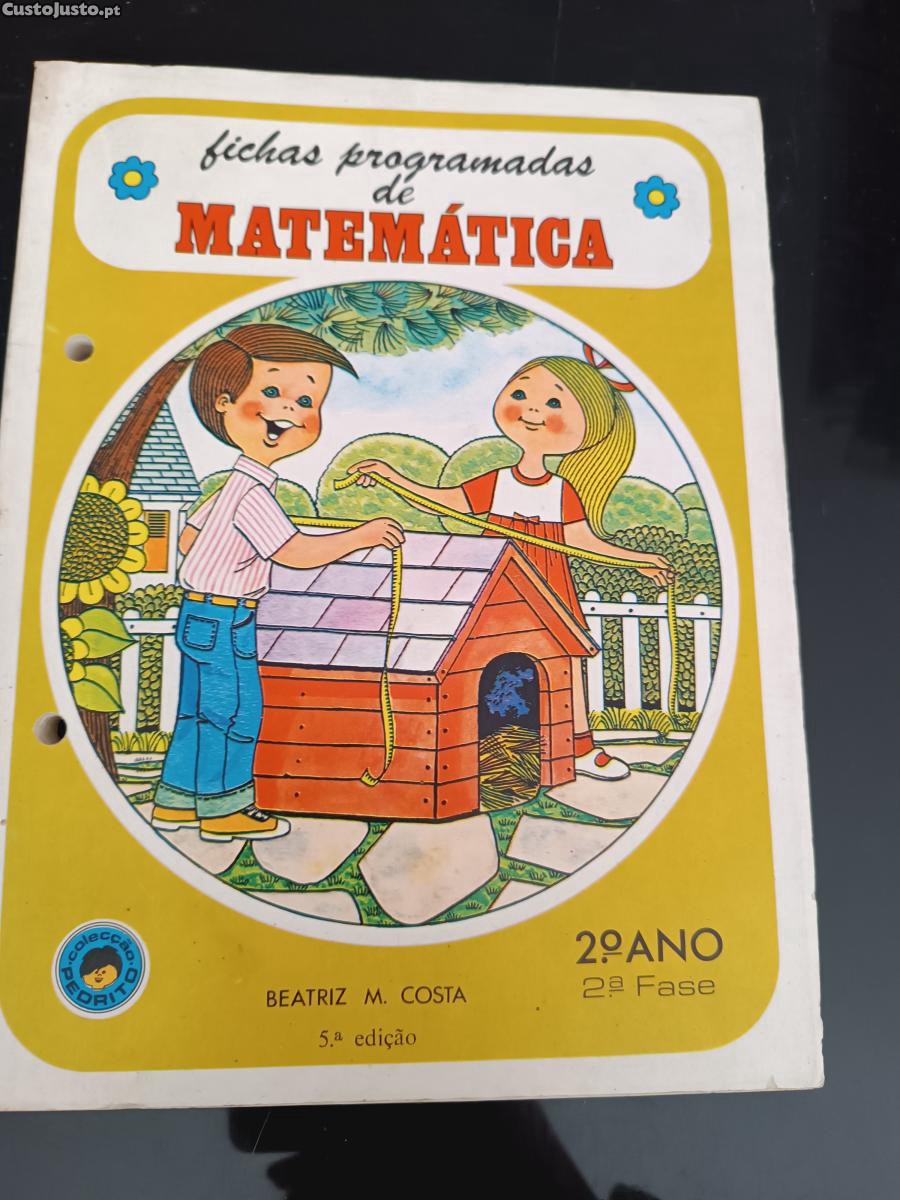 CustoJusto.pt
fichas programadas
de
MATEMÁTICA
colecção
PEDRITO
BEATRIZ M. COSTA
5.ª edição
2.º ANO
2.ª Fase